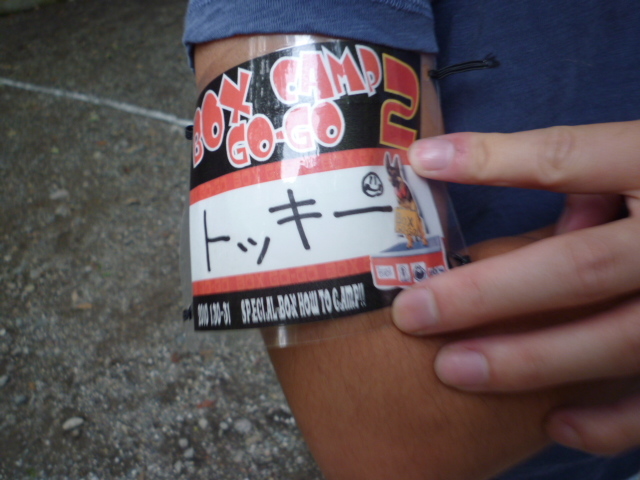 BOX CAMP
GO-GO
2
トッキー
SPECIAL BOX HOW TO CAMP!!